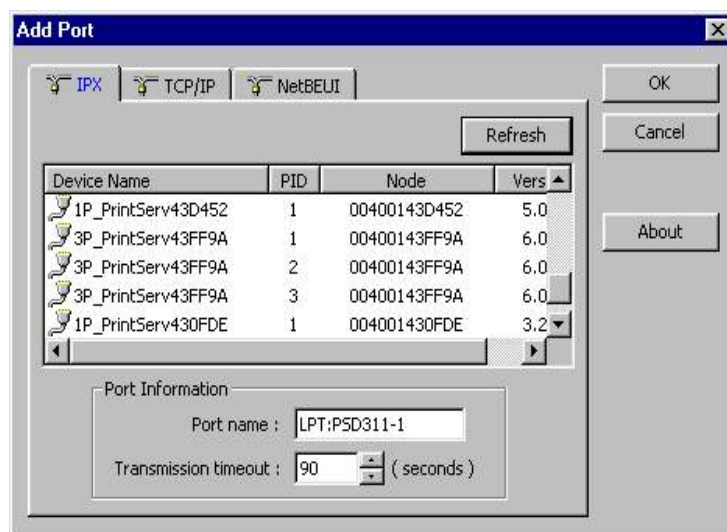 Add Port
IPX TCP/IP NetBEUI OK
Refresh Cancel
Device Name PID Node Vers
1P_PrintServ43D452 1 00400143D452 5.0
3P_PrintServ43FF9A 1 00400143FF9A 6.0 About
3P_PrintServ43FF9A 2 00400143FF9A 6.0
3P_PrintServ43FF9A 3 00400143FF9A 6.0
1P_PrintServ430FDE 1 004001430FDE 3.2
Port Information
Port name : LPT:PSD311-1
Transmission timeout : 90 ( seconds )